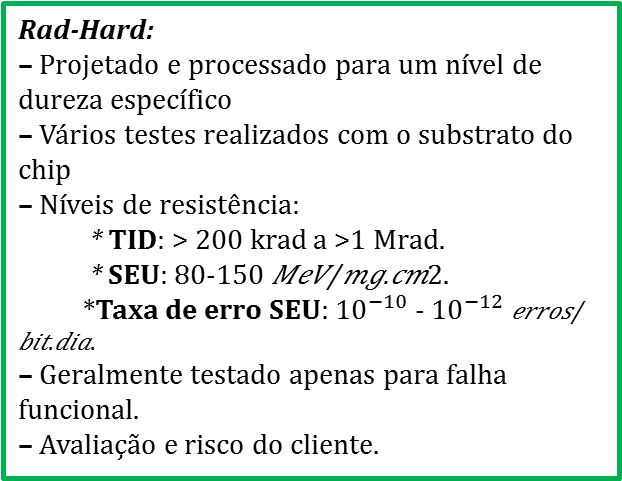 Rad-Hard:
– Projetado e processado para um nível de
dureza específico
– Vários testes realizados com o substrato do
chip
– Níveis de resistência:
* TID: > 200 krad a >1 Mrad.
* SEU: 80-150 MeV/mg.cm2.
*Taxa de erro SEU: 10⁻¹⁰ - 10⁻¹² erros/
bit.dia.
– Geralmente testado apenas para falha
funcional.
– Avaliação e risco do cliente.